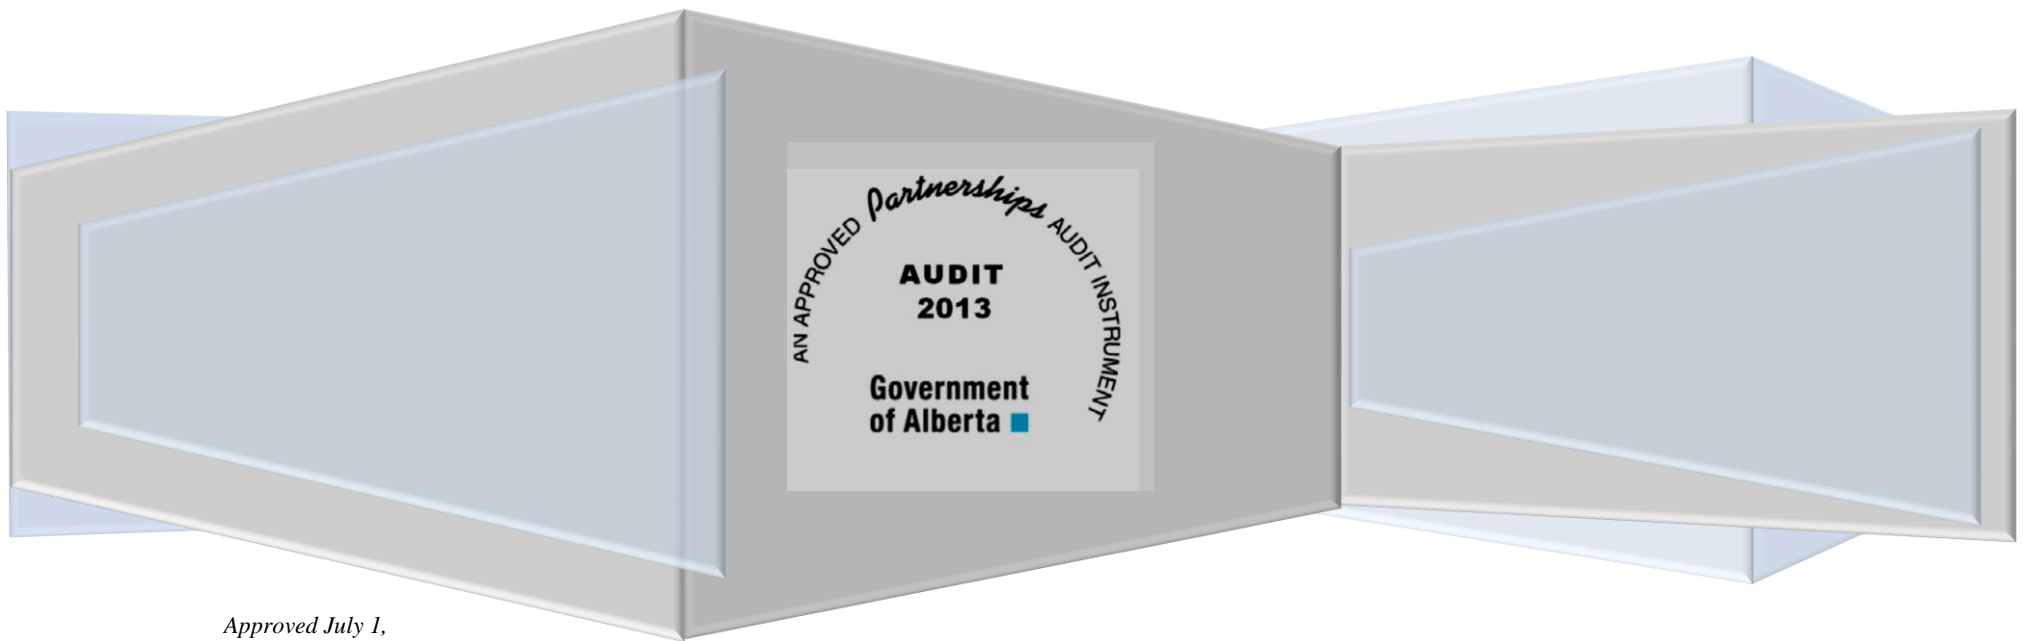 AN APPROVED Partnerships AUDIT INSTRUMENT
AUDIT
2013
Government
of Alberta
Approved July 1,